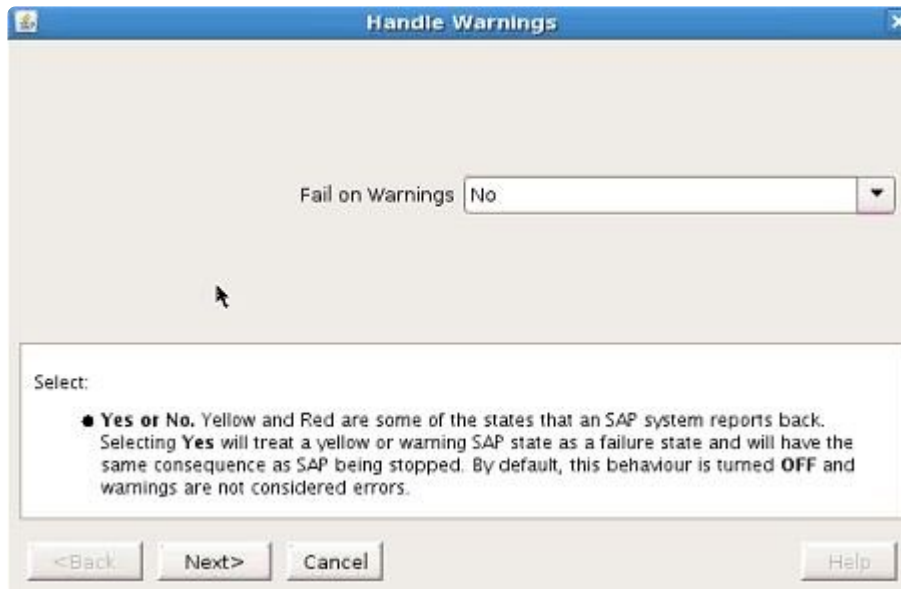 Handle Warnings
Fail on Warnings No
Select:
● Yes or No. Yellow and Red are some of the states that an SAP system reports back.
Selecting Yes will treat a yellow or warning SAP state as a failure state and will have the
same consequence as SAP being stopped. By default, this behaviour is turned OFF and
warnings are not considered errors.
<Back Next> Cancel Help